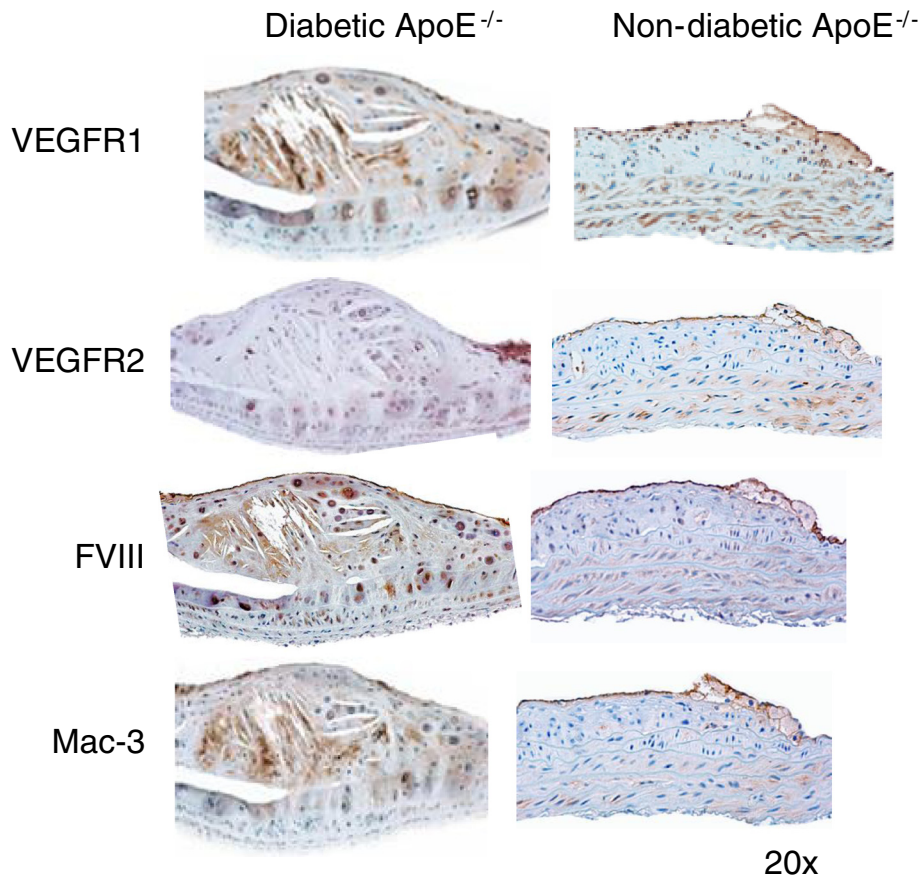 Diabetic ApoE-/- Non-diabetic ApoE-/-
VEGFR1
VEGFR2
FVIII
Mac-3
20x